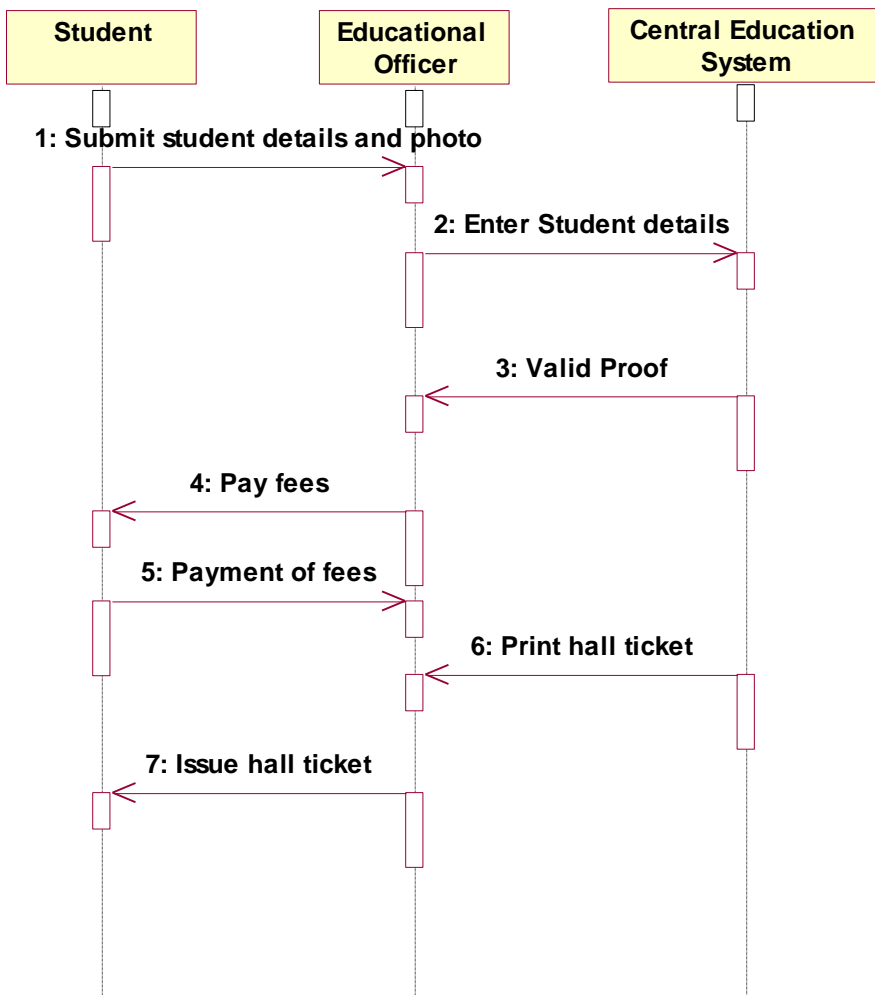 Student
Educational
Officer
Central Education
System
1: Submit student details and photo
2: Enter Student details
3: Valid Proof
4: Pay fees
5: Payment of fees
6: Print hall ticket
7: Issue hall ticket